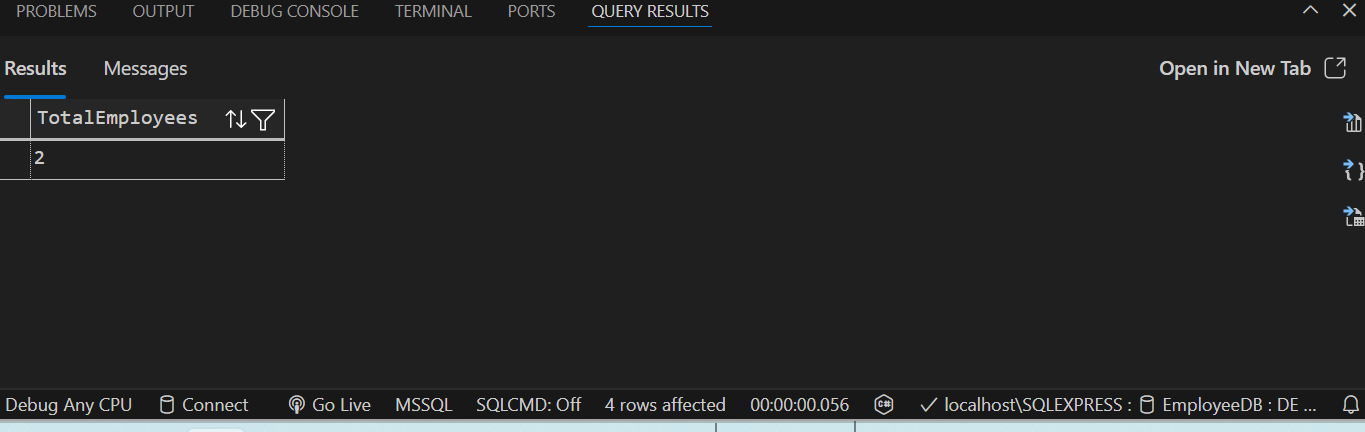 PROBLEMS OUTPUT DEBUG CONSOLE TERMINAL PORTS QUERY RESULTS
Results Messages Open in New Tab
TotalEmployees
2
Debug Any CPU Connect Go Live MSSQL SQLCMD: Off 4 rows affected 00:00:00.056 C# localhost\SQLEXPRESS : EmployeeDB : DE ...